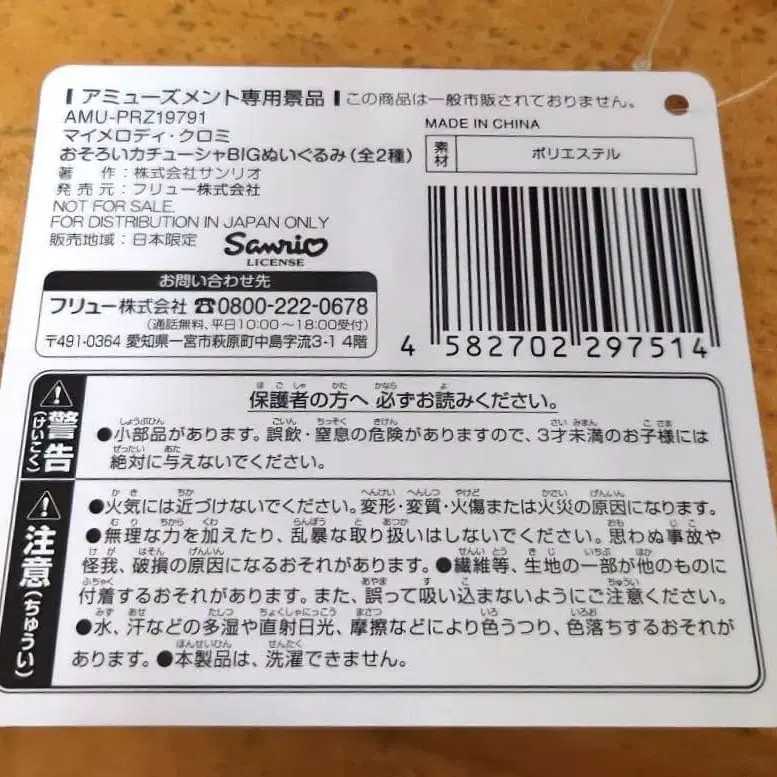 アミューズメント専用景品 この商品は一般市販されておりません。
AMU-PRZ19791
マイメロディ・クロミ
おそろいカチューシャBIGぬいぐるみ(全2種)
著 作:株式会社サンリオ
発 売 元:フリュー株式会社
NOT FOR SALE.
FOR DISTRIBUTION IN JAPAN ONLY
販売地域:日本限定
Sanrio
LICENSE
MADE IN CHINA
素材 ポリエステル
4 582702 297514
お問い合わせ先
フリュー株式会社 ☎0800-222-0678
(通話無料、平日10:00~18:00受付)
〒491-0364 愛知県一宮市萩原町中島字流3-1 4階
警告(けいこく)
保護者の方へ 必ずお読みください。
●小部品があります。誤飲・窒息の危険がありますので、3才未満のお子様には
絶対に与えないでください。
注意(ちゅうい)
●火気には近づけないでください。変形・変質・火傷または火災の原因になります。
●無理な力を加えたり、乱暴な取り扱いはしないでください。思わぬ事故や
怪我、破損の原因になるおそれがあります。●繊維等、生地の一部が他のものに
付着するおそれがあります。また、誤って吸い込まないようにご注意ください。
●水、汗などの多湿や直射日光、摩擦などにより色うつり、色落ちするおそれが
あります。●本製品は、洗濯できません。